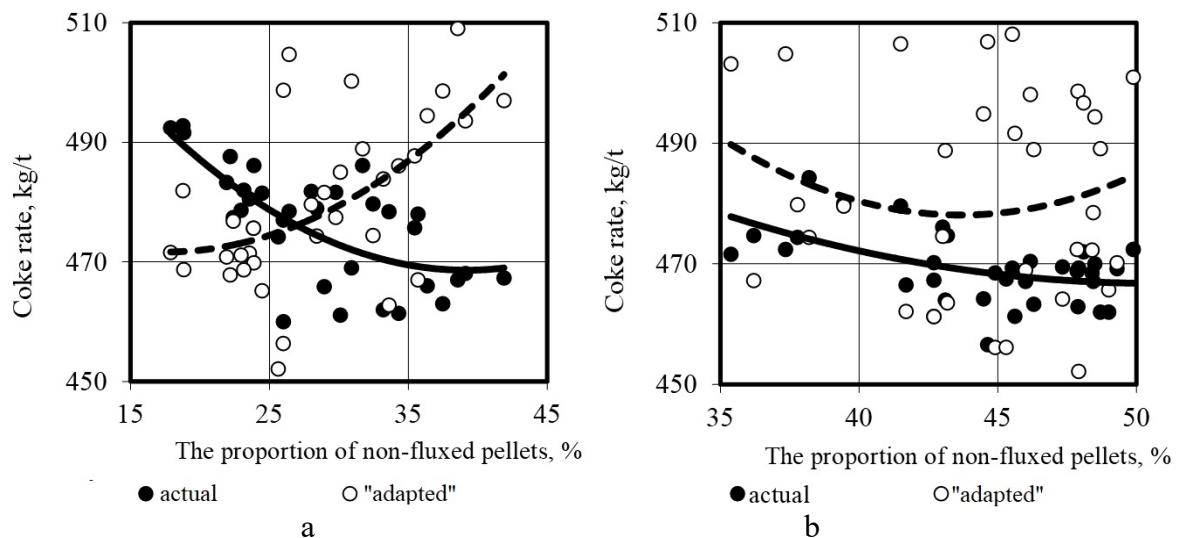 510
490
470
450
Coke rate, kg/t
15 25 35 45
The proportion of non-fluxed pellets, %
actual "adapted"
a
510
490
470
450
Coke rate, kg/t
35 40 45 50
The proportion of non-fluxed pellets, %
actual "adapted"
b